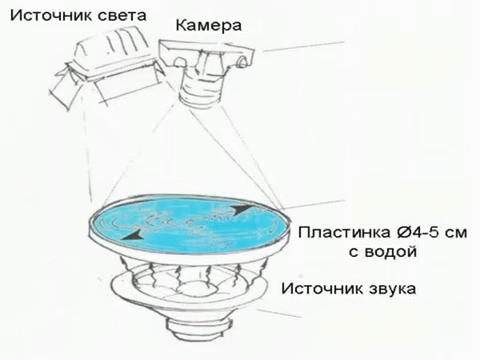 Источник света
Камера
Пластинка Ø4-5 см
с водой
Источник звука